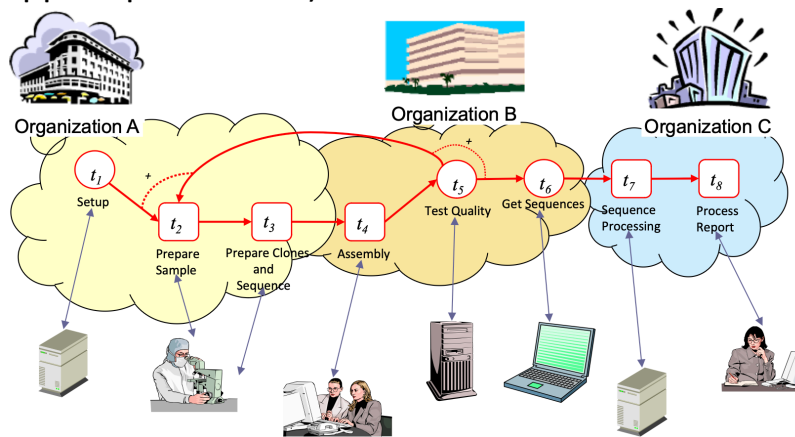 Organization A
Organization B
Organization C
+
+
t1
t2
t3
t4
t5
t6
t7
t8
Setup
Prepare
Sample
Prepare Clones
and
Sequence
Assembly
Test Quality
Get Sequences
Sequence
Processing
Process
Report